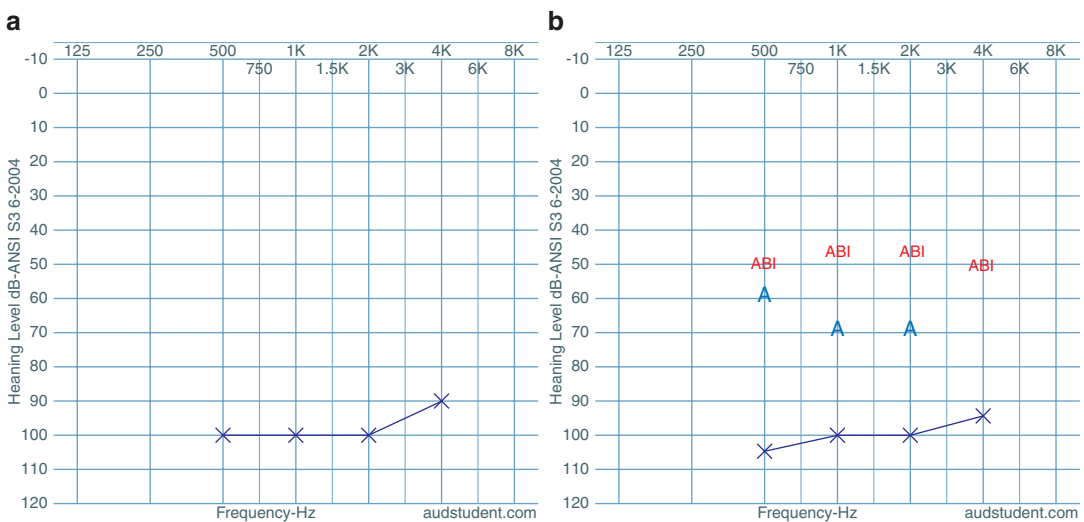 a
125 250 500 1K 2K 4K 8K
750 1.5K 3K 6K
-10
0
10
20
30
40
50
60
70
80
90
100
110
120
Heaning Level dB-ANSI S3 6-2004
Frequency-Hz audstudent.com
b
125 250 500 1K 2K 4K 8K
750 1.5K 3K 6K
-10
0
10
20
30
40
50
60
70
80
90
100
110
120
Heaning Level dB-ANSI S3 6-2004
ABI ABI ABI ABI
A A A
Frequency-Hz audstudent.com